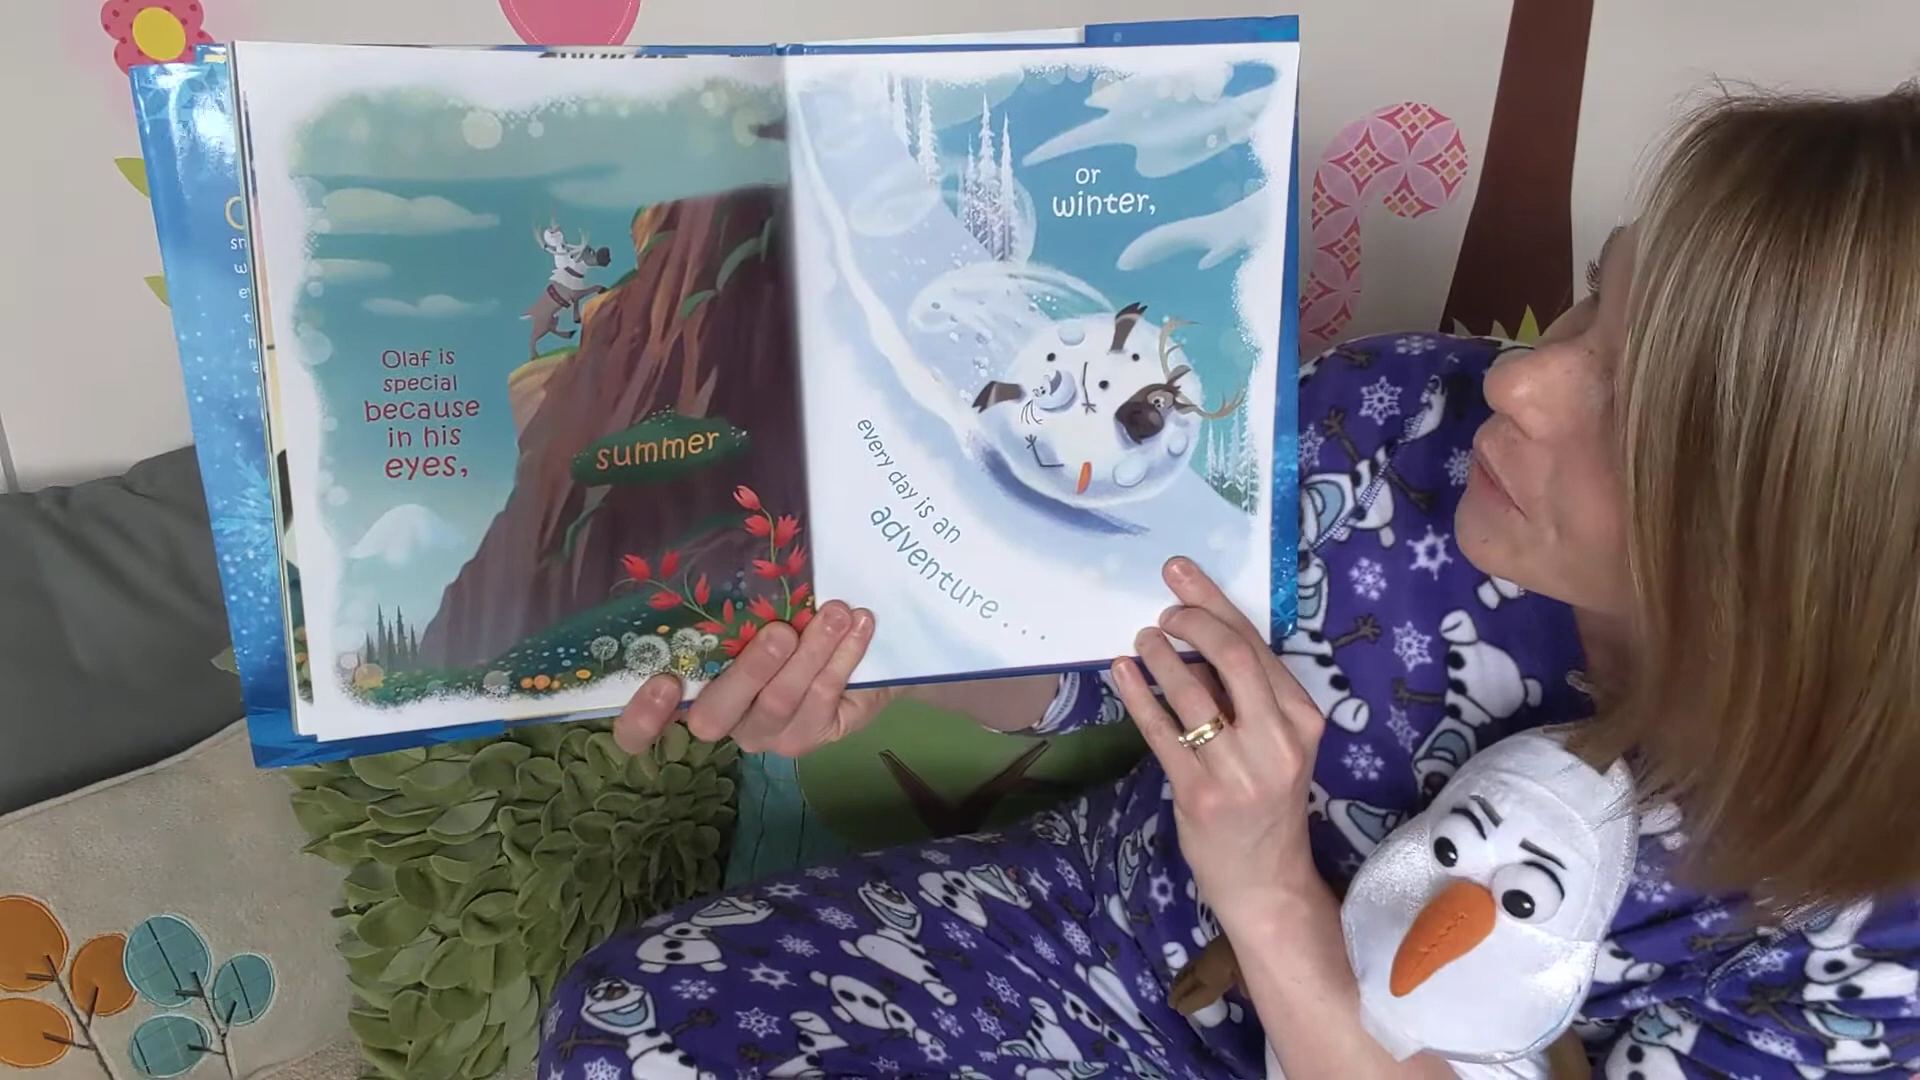 Olaf is
special
because
in his
eyes,
summer
or
winter,
every day is an
adventure...